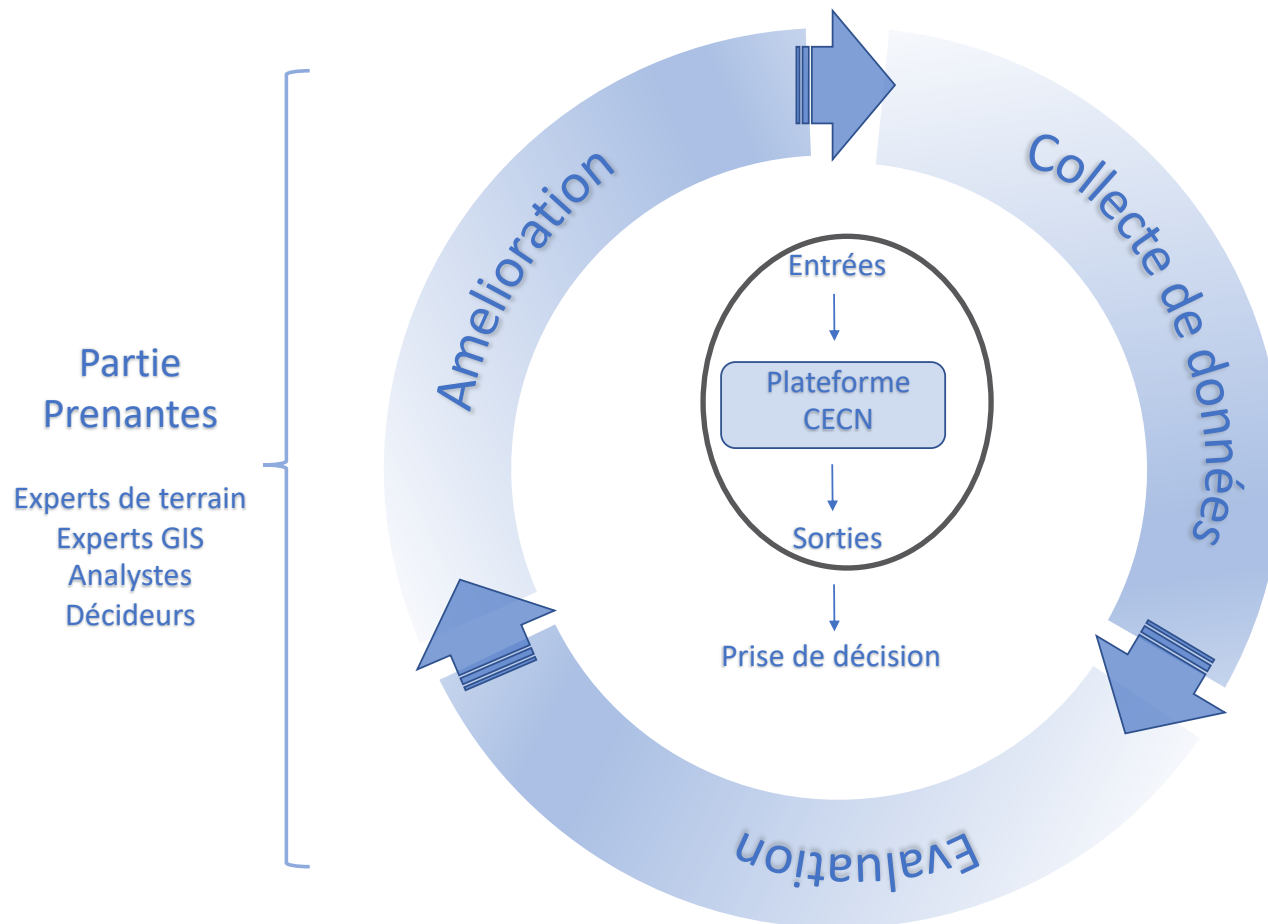 Partie
Prenantes
Experts de terrain
Experts GIS
Analystes
Décideurs
Amelioration
Collecte de données
Evaluation
Entrées
Plateforme
CECN
Sorties
Prise de décision